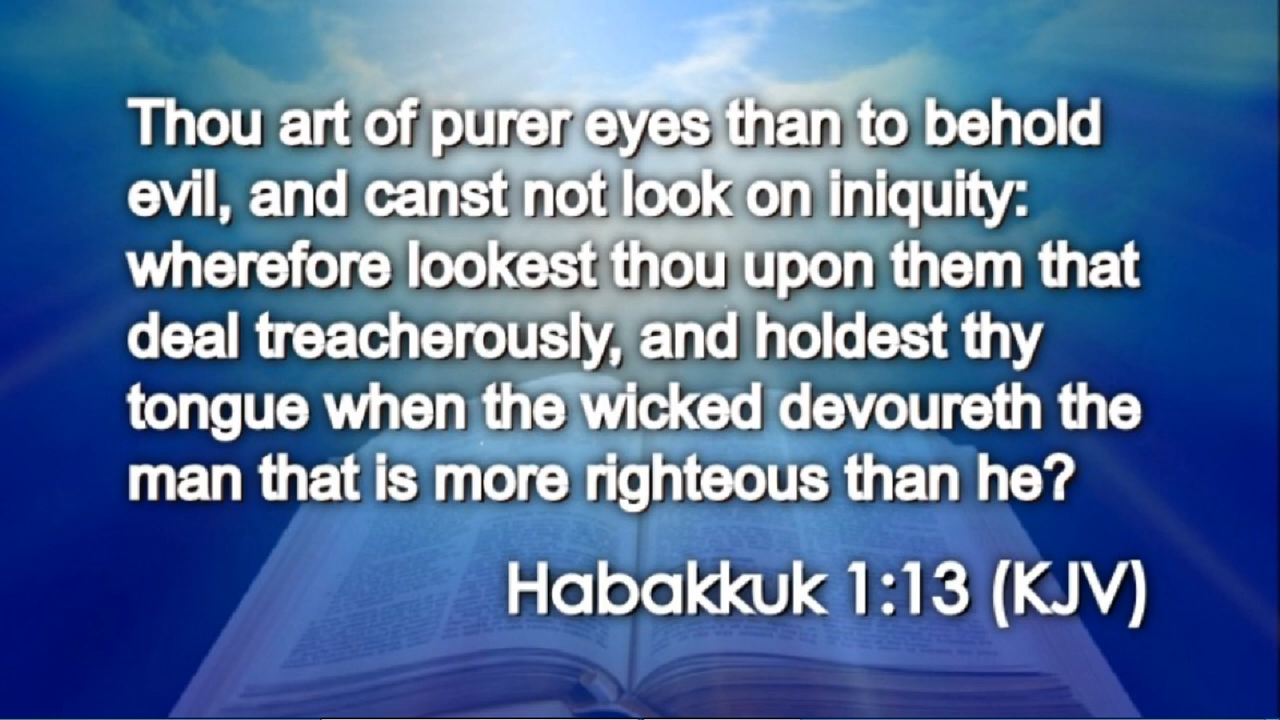 Thou art of purer eyes than to behold
evil, and canst not look on iniquity:
wherefore lookest thou upon them that
deal treacherously, and holdest thy
tongue when the wicked devoureth the
man that is more righteous than he?
Habakkuk 1:13 (KJV)